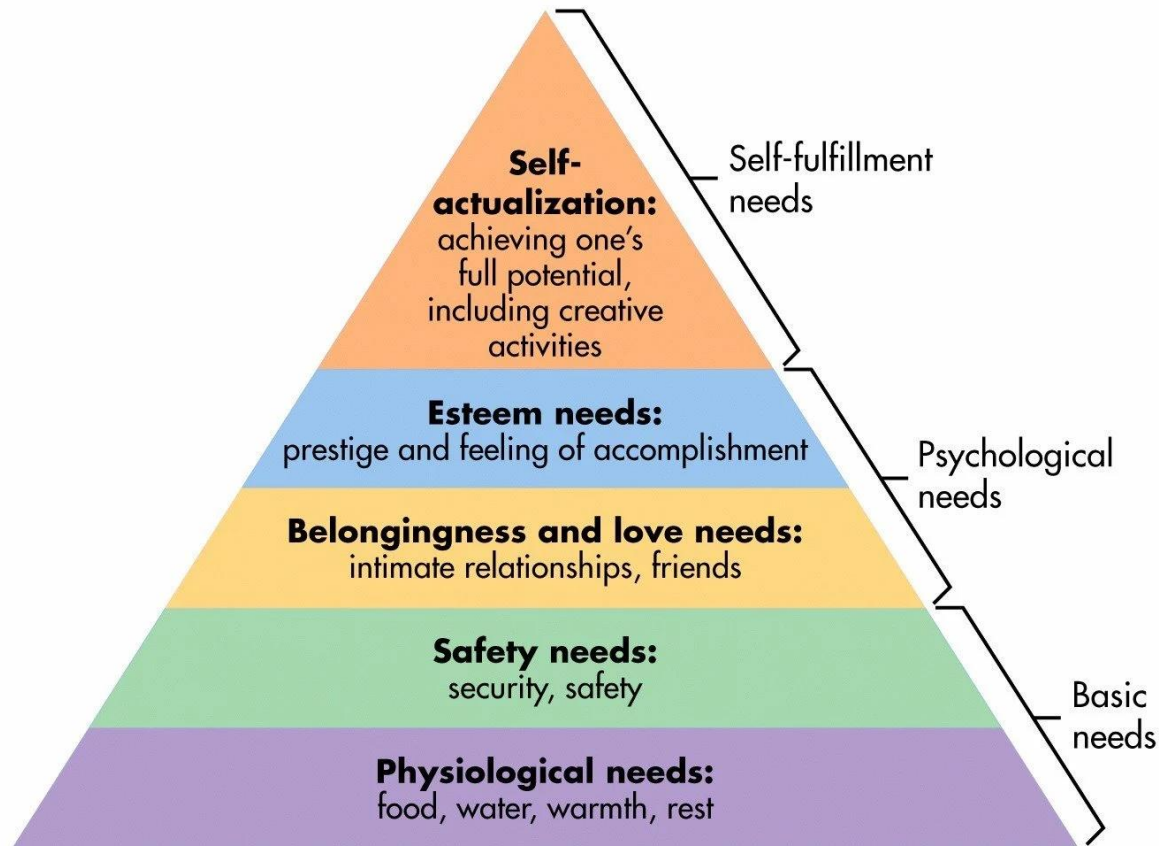 Self-
actualization:
achieving one's
full potential,
including creative
activities
Self-fulfillment
needs
Esteem needs:
prestige and feeling of accomplishment
Psychological
needs
Belongingness and love needs:
intimate relationships, friends
Safety needs:
security, safety
Basic
needs
Physiological needs:
food, water, warmth, rest